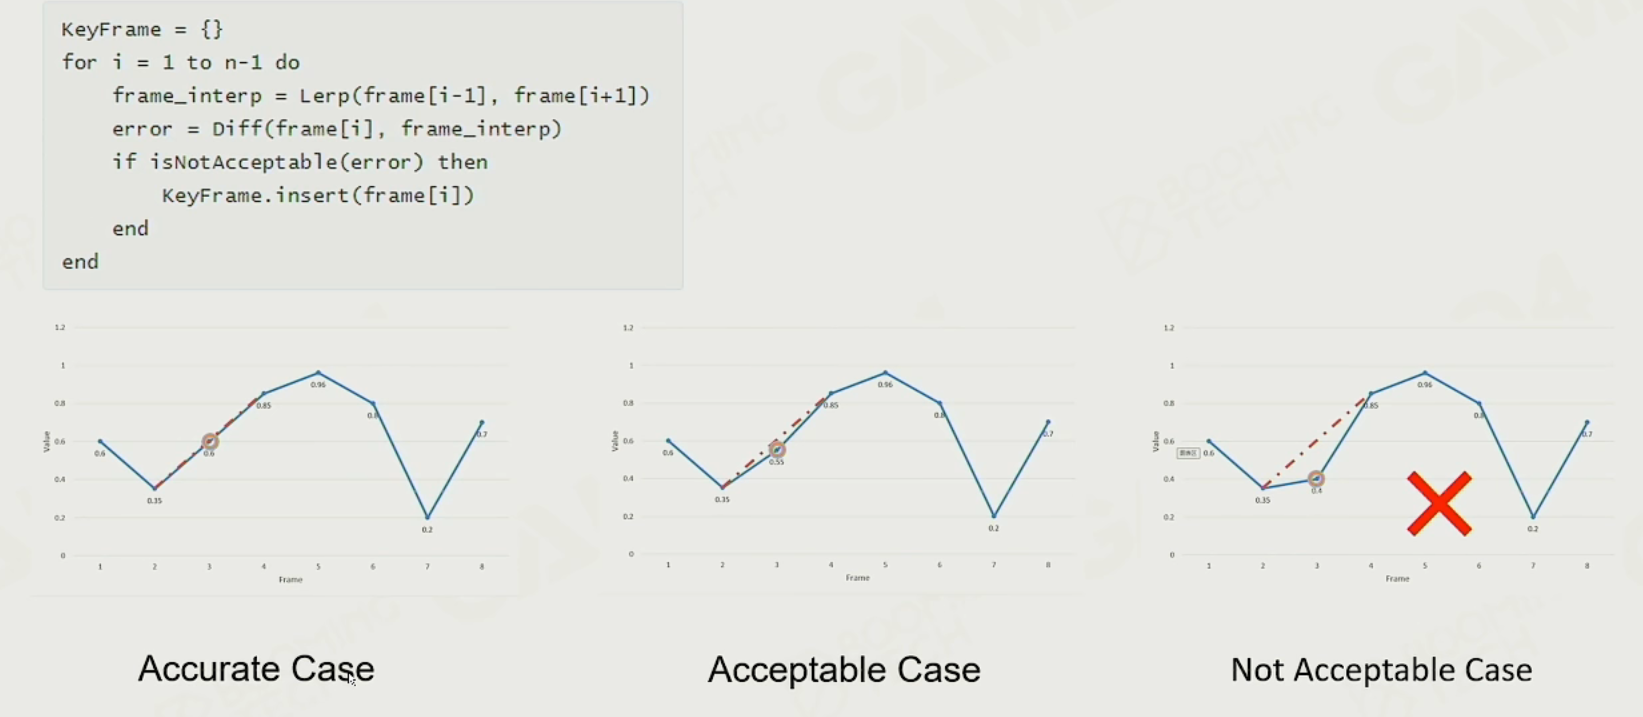 KeyFrame = {}
for i = 1 to n-1 do
frame_interp = Lerp(frame[i-1], frame[i+1])
error = Diff(frame[i], frame_interp)
if isNotAcceptable(error) then
KeyFrame.insert(frame[i])
end
end
1.2
1
0.8
0.6
0.4
0.2
0
Value
0.6
0.35
0.6
0.85
0.96
0.8
0.2
0.7
1 2 3 4 5 6 7 8
Frame
Accurate Case
1.2
1
0.8
0.6
0.4
0.2
0
Value
0.6
0.35
0.55
0.85
0.96
0.8
0.2
0.7
1 2 3 4 5 6 7 8
Frame
Acceptable Case
1.2
1
0.8
0.6
0.4
0.2
0
Value
0.6
0.35
0.4
0.85
0.96
0.8
0.2
0.7
1 2 3 4 5 6 7 8
Frame
Not Acceptable Case
BOOMING
TECH